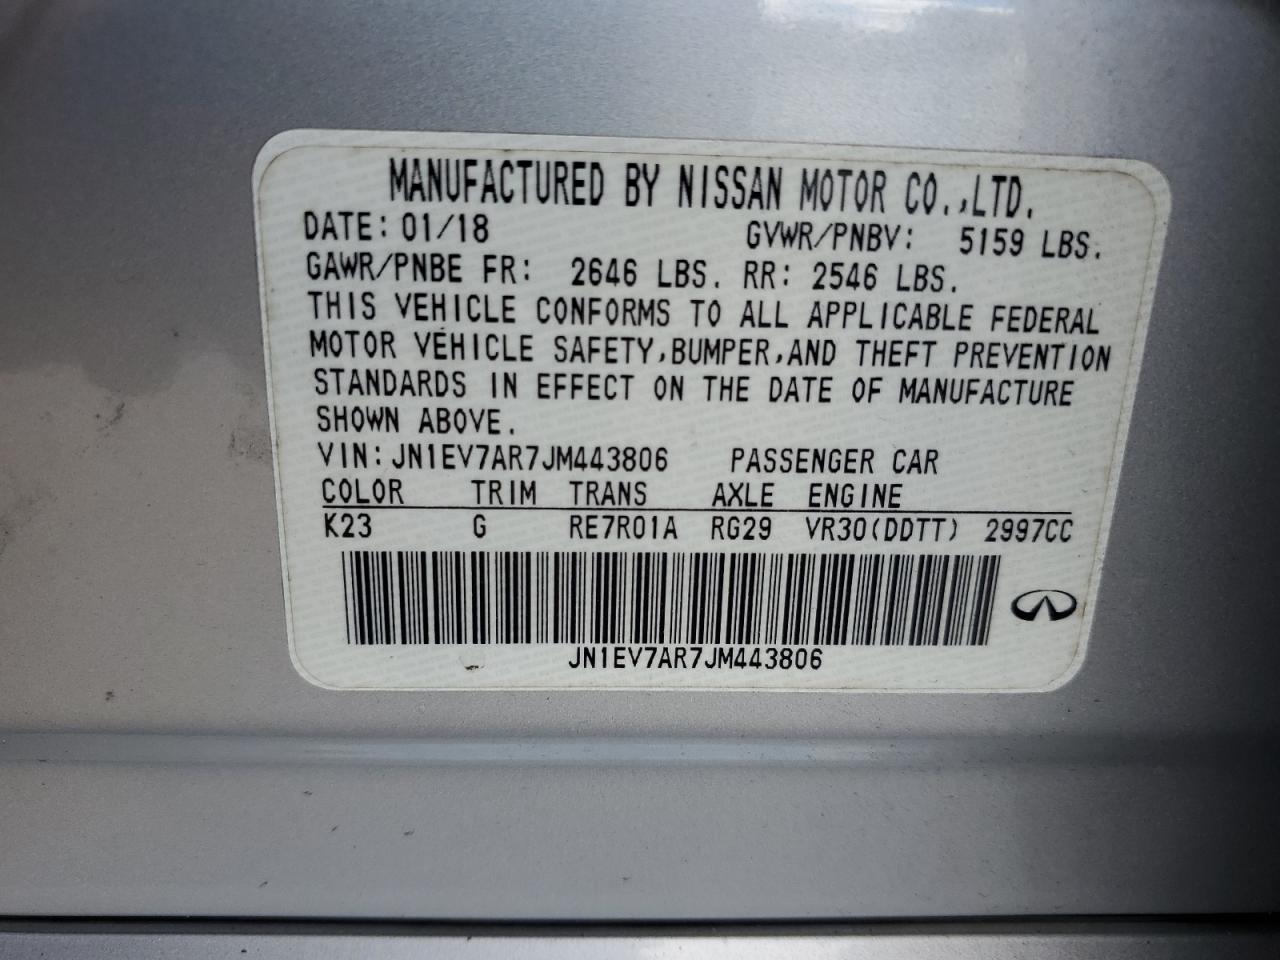 MANUFACTURED BY NISSAN MOTOR CO.,LTD.
DATE: 01/18 GVWR/PNBV: 5159 LBS.
GAWR/PNBE FR: 2646 LBS. RR: 2546 LBS.
THIS VEHICLE CONFORMS TO ALL APPLICABLE FEDERAL
MOTOR VEHICLE SAFETY,BUMPER,AND THEFT PREVENTION
STANDARDS IN EFFECT ON THE DATE OF MANUFACTURE
SHOWN ABOVE.
VIN: JN1EV7AR7JM443806 PASSENGER CAR
COLOR TRIM TRANS AXLE ENGINE
K23 G RE7R01A RG29 VR30(DDTT) 2997CC
JN1EV7AR7JM443806